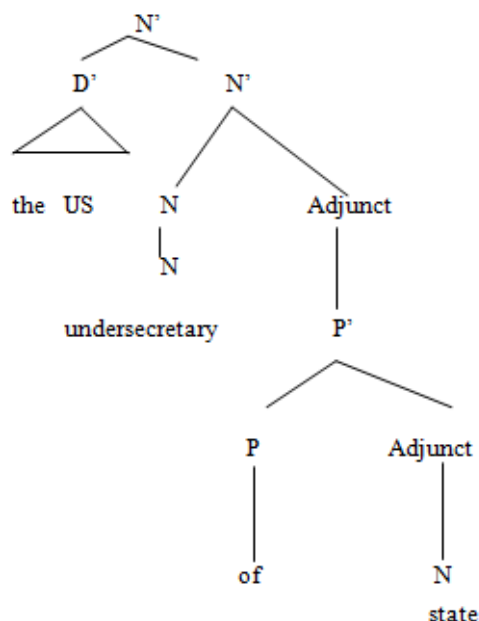 N’
D’ N’
the US N Adjunct
N
undersecretary P’
P Adjunct
of N
state